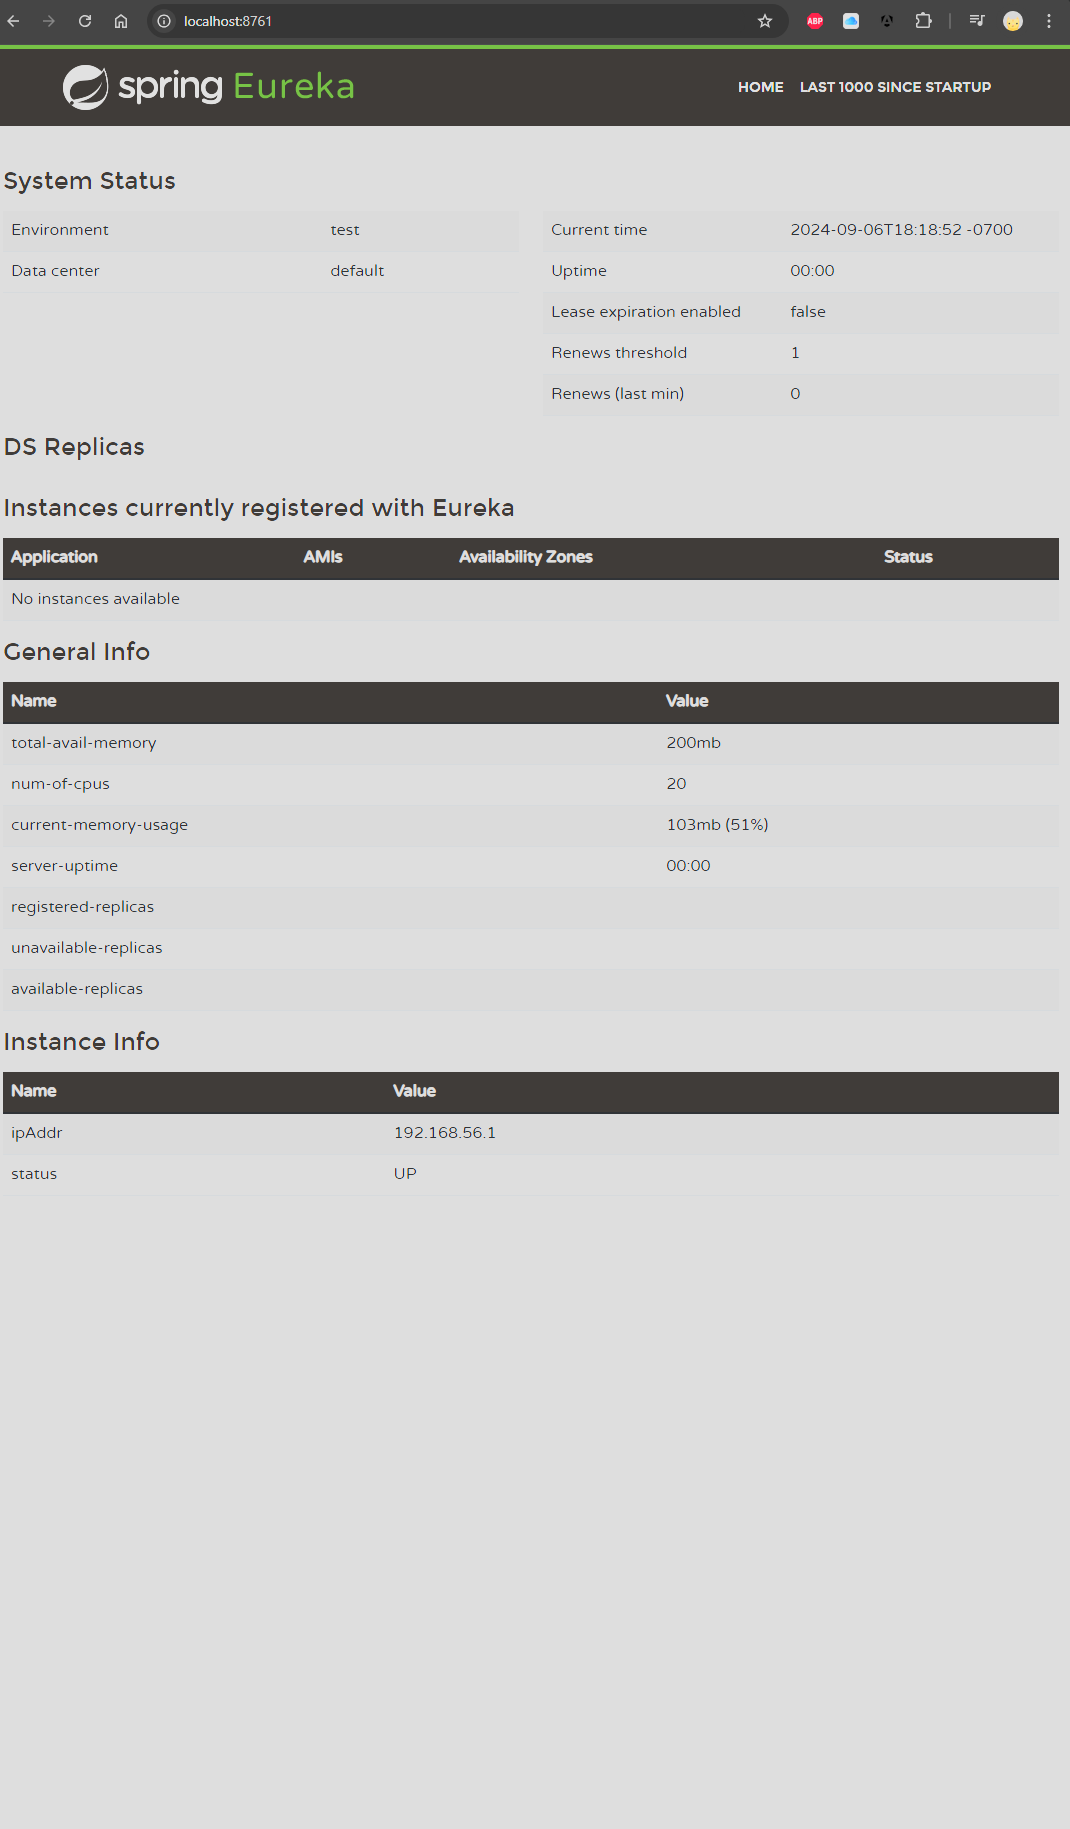 localhost:8761
ABP
spring Eureka
HOME LAST 1000 SINCE STARTUP
System Status
Environment test
Data center default
Current time 2024-09-06T18:18:52 -0700
Uptime 00:00
Lease expiration enabled false
Renews threshold 1
Renews (last min) 0
DS Replicas
Instances currently registered with Eureka
Application AMIs Availability Zones Status
No instances available
General Info
Name Value
total-avail-memory 200mb
num-of-cpus 20
current-memory-usage 103mb (51%)
server-uptime 00:00
registered-replicas
unavailable-replicas
available-replicas
Instance Info
Name Value
ipAddr 192.168.56.1
status UP